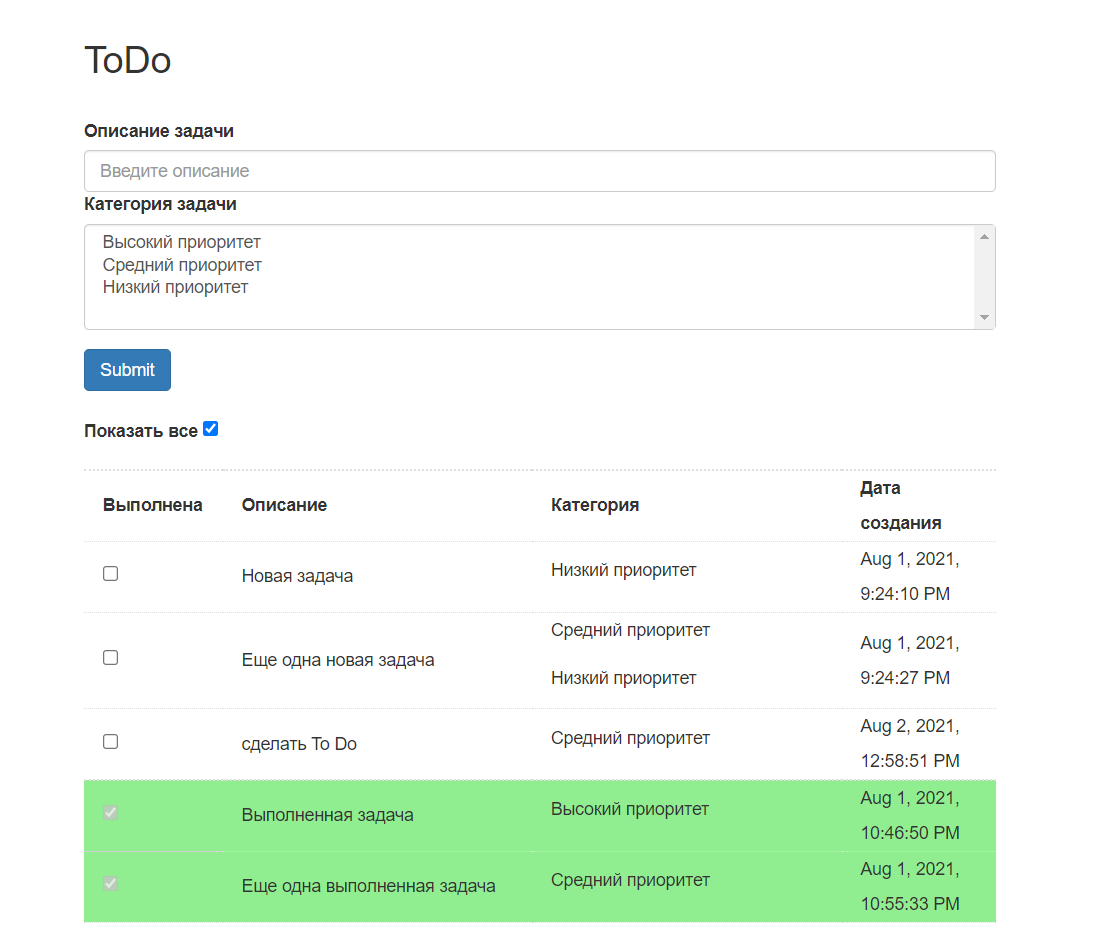 ToDo
Описание задачи
Введите описание
Категория задачи
Высокий приоритет
Средний приоритет
Низкий приоритет
Submit
Показать все
Выполнена Описание Категория Дата
создания
Новая задача Низкий приоритет Aug 1, 2021,
9:24:10 PM
Еще одна новая задача Средний приоритет
Низкий приоритет Aug 1, 2021,
9:24:27 PM
сделать To Do Средний приоритет Aug 2, 2021,
12:58:51 PM
Выполненная задача Высокий приоритет Aug 1, 2021,
10:46:50 PM
Еще одна выполненная задача Средний приоритет Aug 1, 2021,
10:55:33 PM